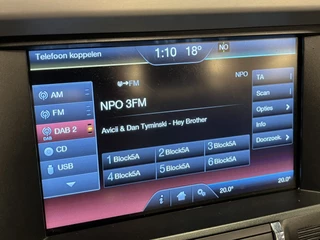 Telefoon koppelen 1:10 18° NO
AM FM NPO TA
FM NPO 3FM Scan
DAB 2 Opties
DAB
Avicii & Dan Tyminski - Hey Brother Info
CD 1 Block5A 2 Block5A 3 Block5A Doorzoek.
USB 4 Block5A 5 Block5A 6 Block5A
20.0° i 20.0°